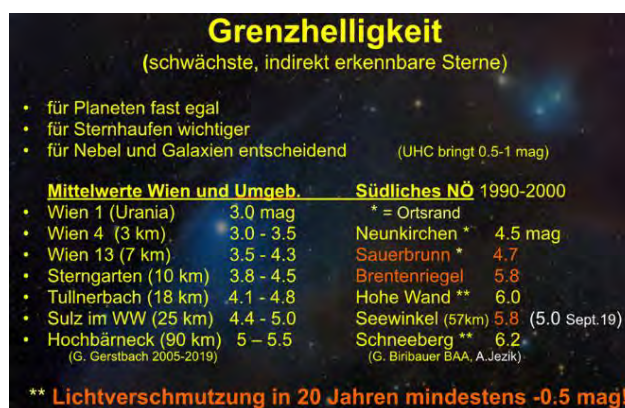 Grenzhelligkeit
(schwächste, indirekt erkennbare Sterne)
• für Planeten fast egal
• für Sternhaufen wichtiger
• für Nebel und Galaxien entscheidend (UHC bringt 0.5-1 mag)
Mittelwerte Wien und Umgeb. Südliches NÖ 1990-2000
• Wien 1 (Urania) 3.0 mag * = Ortsrand
• Wien 4 (3 km) 3.0 - 3.5 Neunkirchen * 4.5 mag
• Wien 13 (7 km) 3.5 - 4.3 Sauerbrunn * 4.7
• Sterngarten (10 km) 3.8 - 4.5 Brentenriegel 5.8
• Tullnerbach (18 km) 4.1 - 4.8 Hohe Wand ** 6.0
• Sulz im WW (25 km) 4.4 - 5.0 Seewinkel (57km) 5.8 (5.0 Sept.19)
• Hochbärneck (90 km) 5 – 5.5 Schneeberg ** 6.2
(G. Gerstbach 2005-2019) (G. Biribauer BAA, A.Jezik)
** Lichtverschmutzung in 20 Jahren mindestens -0.5 mag!